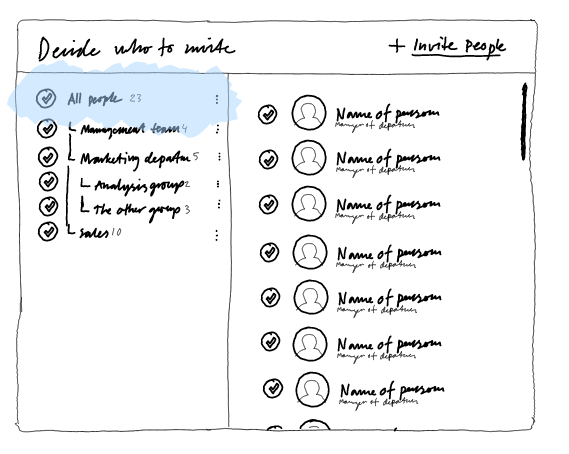 Decide who to invite
+ Invite people
All people 23
Management team 4
Marketing departm 5
Analysis group 2
The other group 3
Sales 10
Name of person
Manager of department
Name of person
Manager of department
Name of person
Manager of department
Name of person
Manager of department
Name of person
Manager of department
Name of person
Manager of department
Name of person
Manager of department